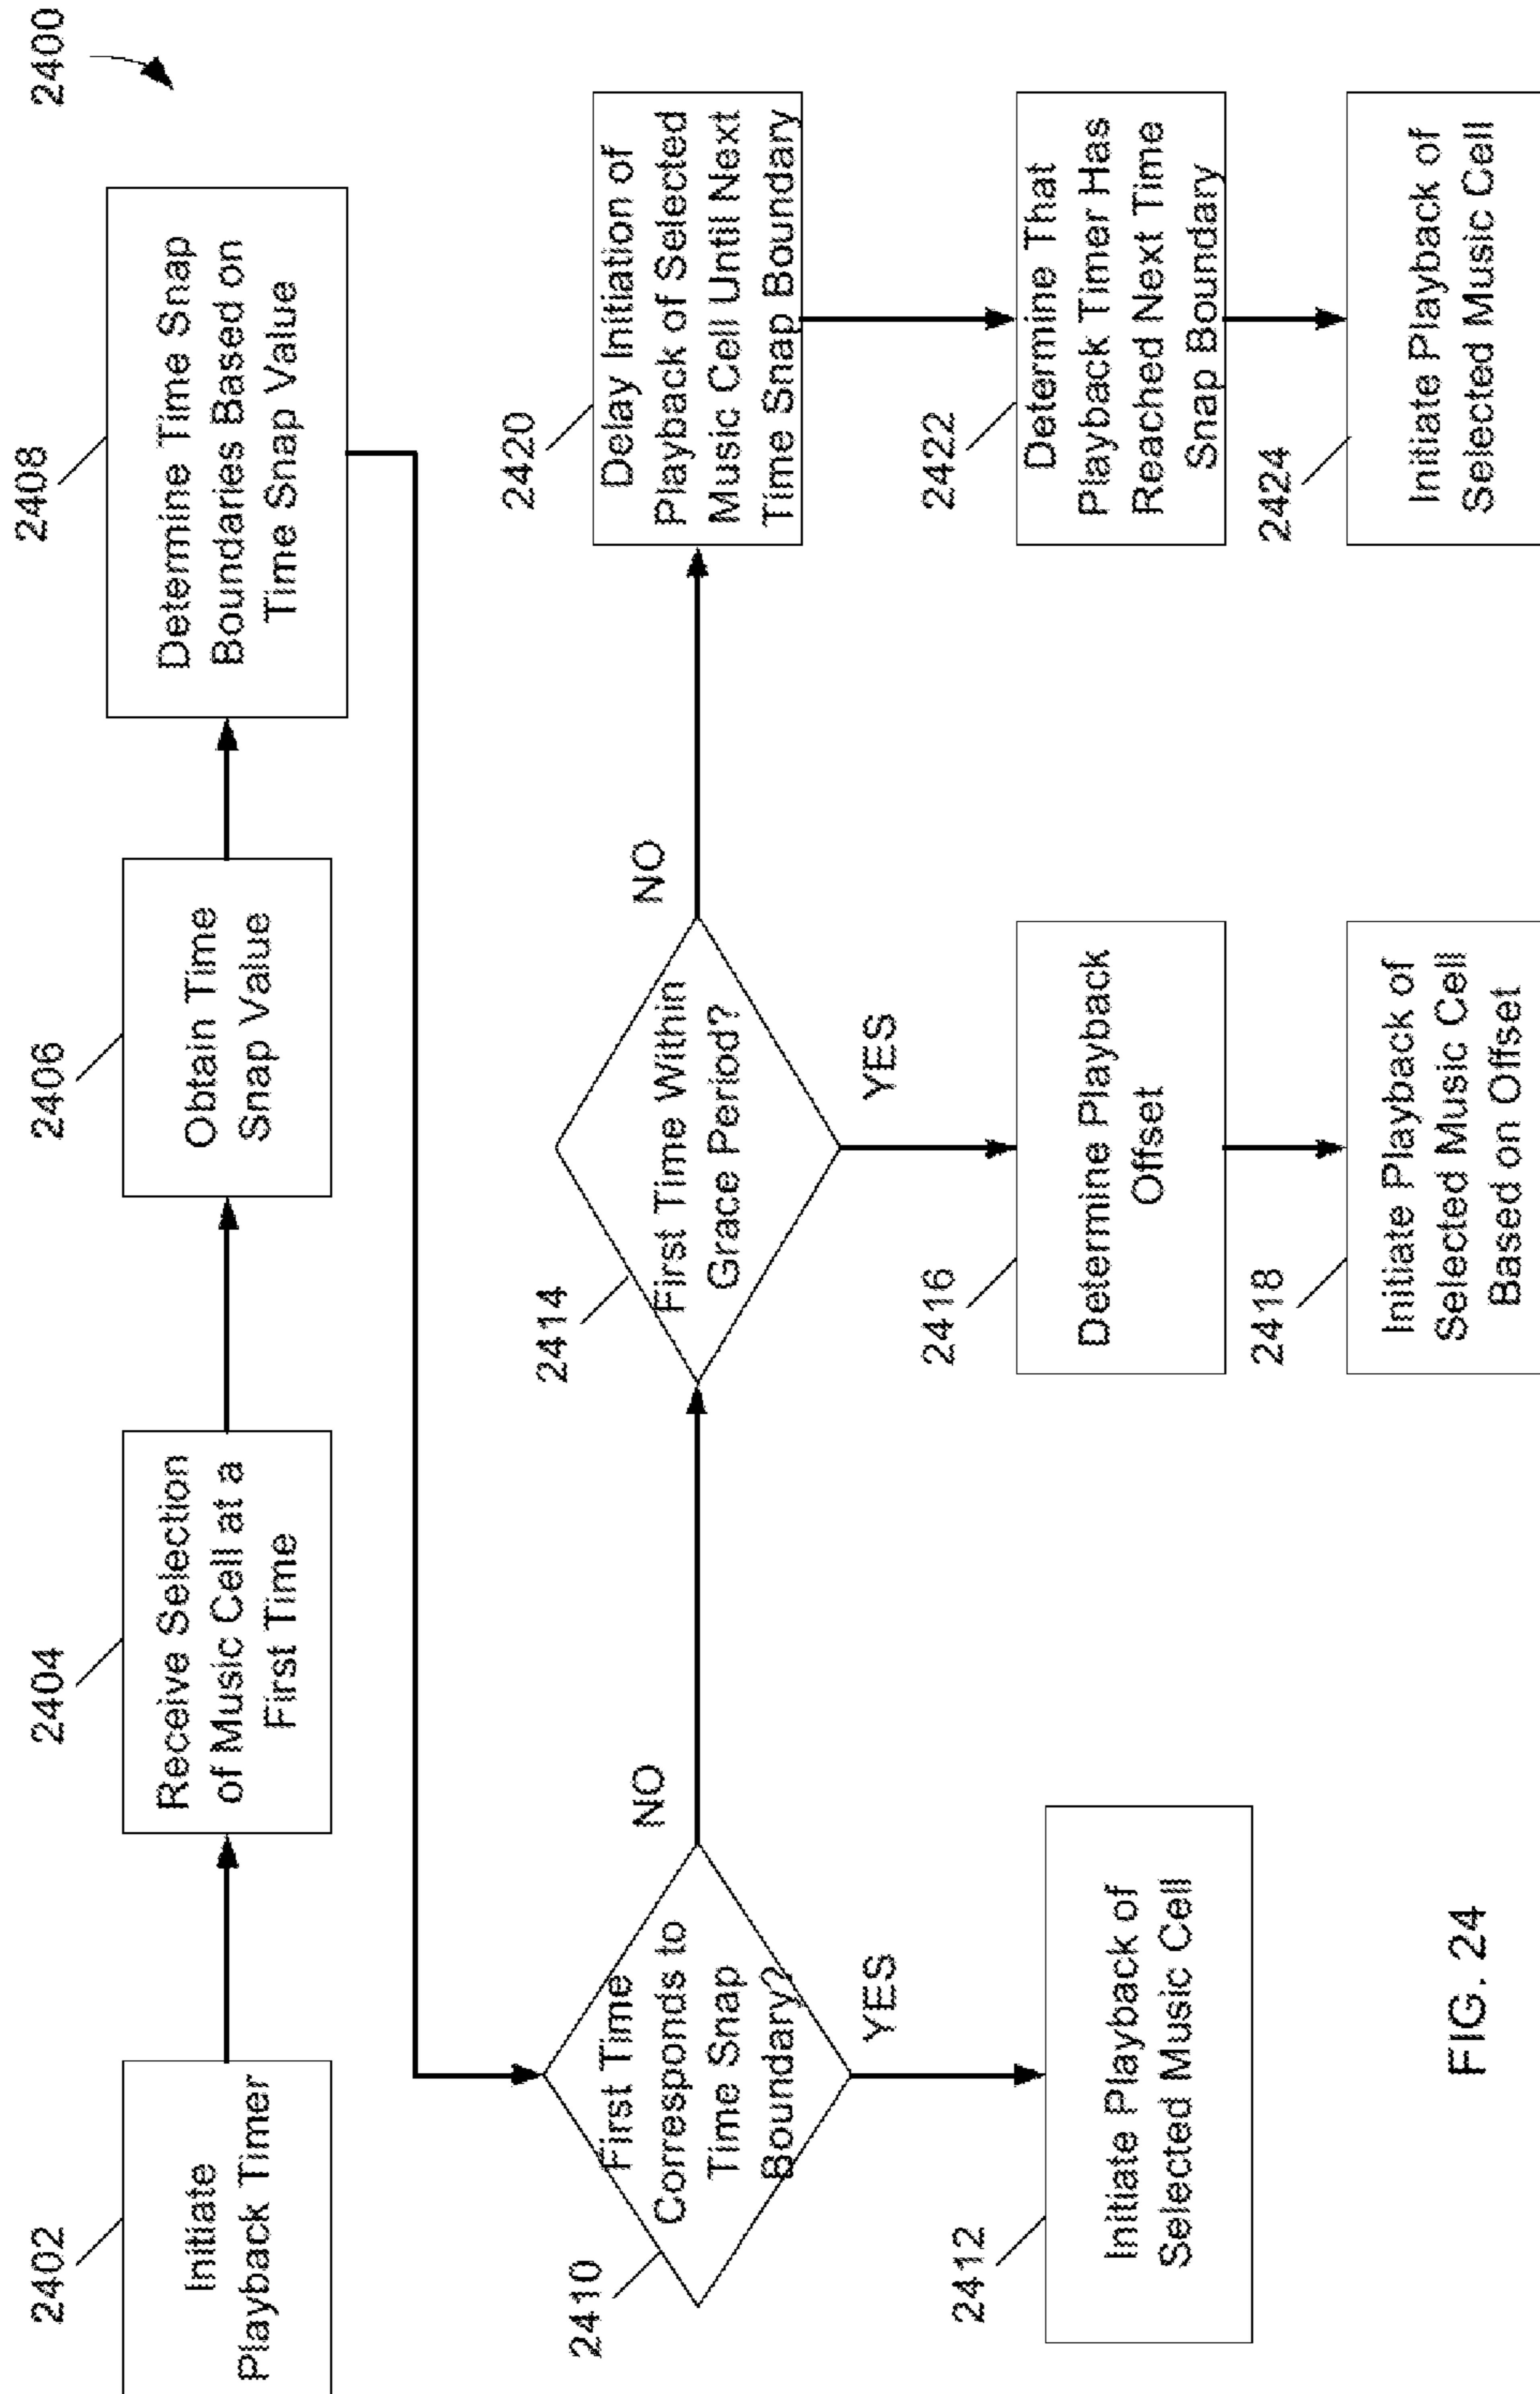 2400
2402
Initiate
Playback Timer
2404
Receive Selection
of Music Cell at a
First Time
2406
Obtain Time
Snap Value
2408
Determine Time Snap
Boundaries Based on
Time Snap Value
2410
First Time
Corresponds to
Time Snap
Boundary?
NO
YES
2412
Initiate Playback of
Selected Music Cell
2414
First Time Within
Grace Period?
NO
YES
2416
Determine Playback
Offset
2418
Initiate Playback of
Selected Music Cell
Based on Offset
2420
Delay Initiation of
Playback of Selected
Music Cell Until Next
Time Snap Boundary
2422
Determine That
Playback Timer Has
Reached Next Time
Snap Boundary
2424
Initiate Playback of
Selected Music Cell
FIG. 24